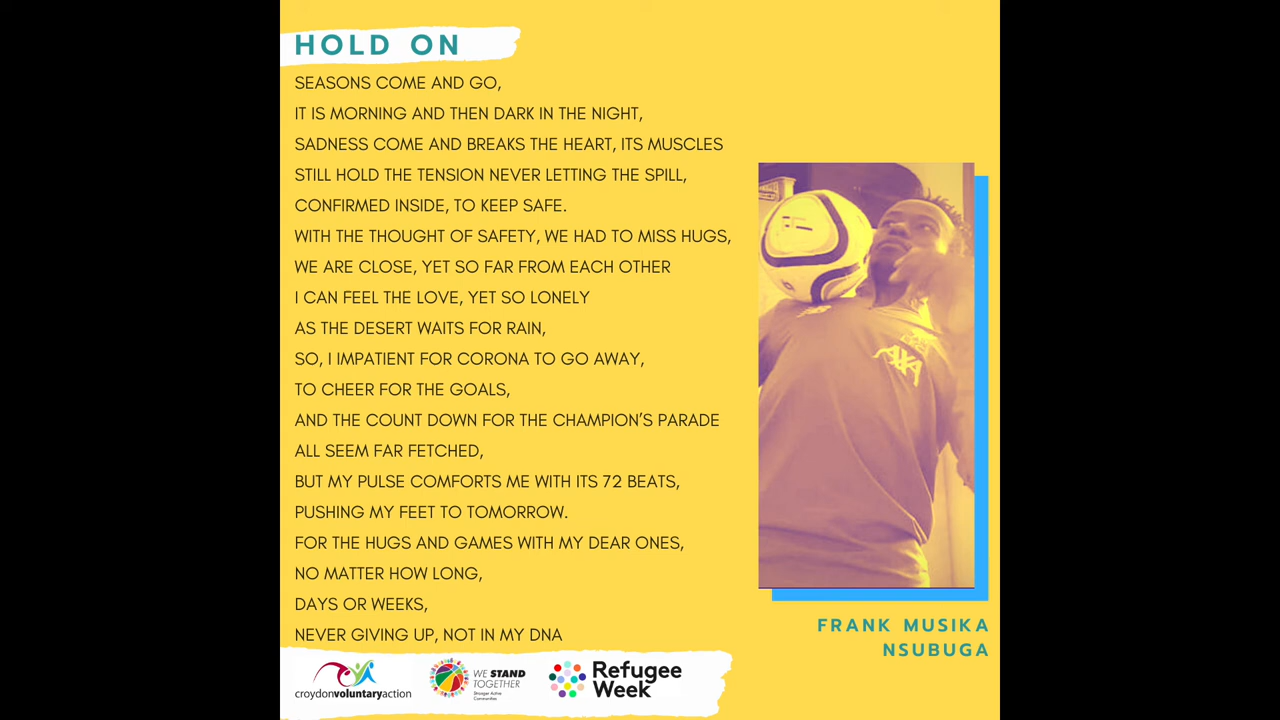 HOLD ON
SEASONS COME AND GO,
IT IS MORNING AND THEN DARK IN THE NIGHT,
SADNESS COME AND BREAKS THE HEART, ITS MUSCLES
STILL HOLD THE TENSION NEVER LETTING THE SPILL,
CONFIRMED INSIDE, TO KEEP SAFE.
WITH THE THOUGHT OF SAFETY, WE HAD TO MISS HUGS,
WE ARE CLOSE, YET SO FAR FROM EACH OTHER
I CAN FEEL THE LOVE, YET SO LONELY
AS THE DESERT WAITS FOR RAIN,
SO, I IMPATIENT FOR CORONA TO GO AWAY,
TO CHEER FOR THE GOALS,
AND THE COUNT DOWN FOR THE CHAMPION'S PARADE
ALL SEEM FAR FETCHED,
BUT MY PULSE COMFORTS ME WITH ITS 72 BEATS,
PUSHING MY FEET TO TOMORROW.
FOR THE HUGS AND GAMES WITH MY DEAR ONES,
NO MATTER HOW LONG,
DAYS OR WEEKS,
NEVER GIVING UP, NOT IN MY DNA
AXA
FRANK MUSIKA
NSUBUGA
croydonvoluntaryaction
WE STAND
TOGETHER
Stronger Active
Communities
Refugee
Week